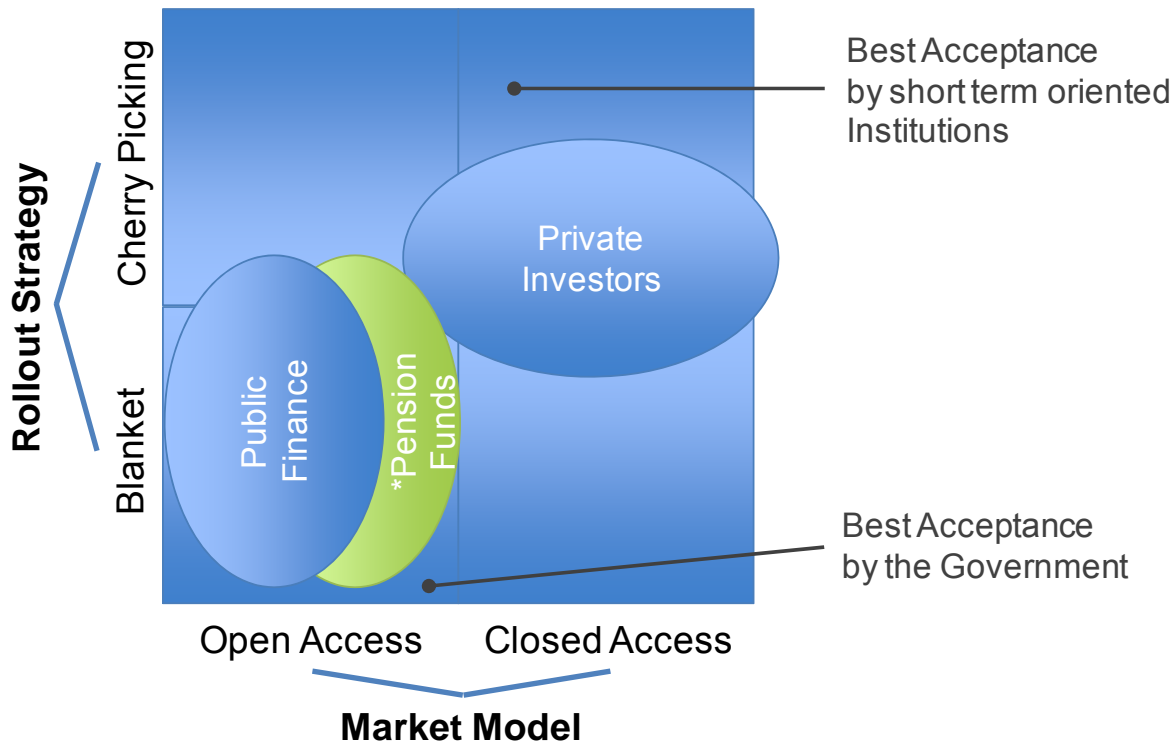 Rollout Strategy
Cherry Picking
Blanket
Best Acceptance
by short term oriented
Institutions
Private
Investors
Public
Finance
*Pension
Funds
Best Acceptance
by the Government
Open Access
Closed Access
Market Model